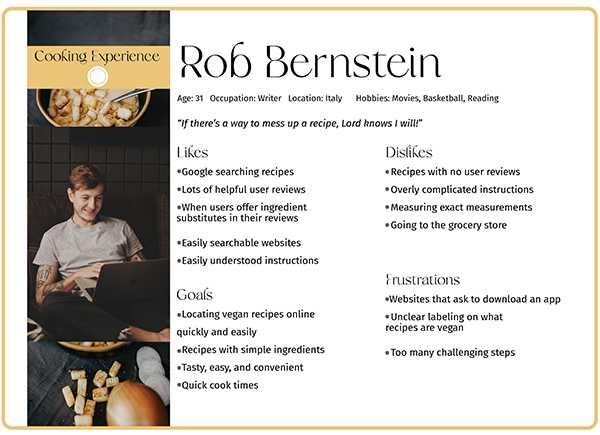 Cooking Experience
Rob Bernstein
Age: 31 Occupation: Writer Location: Italy Hobbies: Movies, Basketball, Reading
“If there’s a way to mess up a recipe, Lord knows I will!”
Likes
•Google searching recipes
•Lots of helpful user reviews
•When users offer ingredient
substitutes in their reviews
•Easily searchable websites
•Easily understood instructions
Goals
•Locating vegan recipes online
quickly and easily
•Recipes with simple ingredients
•Tasty, easy, and convenient
•Quick cook times
Dislikes
•Recipes with no user reviews
•Overly complicated instructions
•Measuring exact measurements
•Going to the grocery store
Frustrations
•Websites that ask to download an app
•Unclear labeling on what
recipes are vegan
•Too many challenging steps